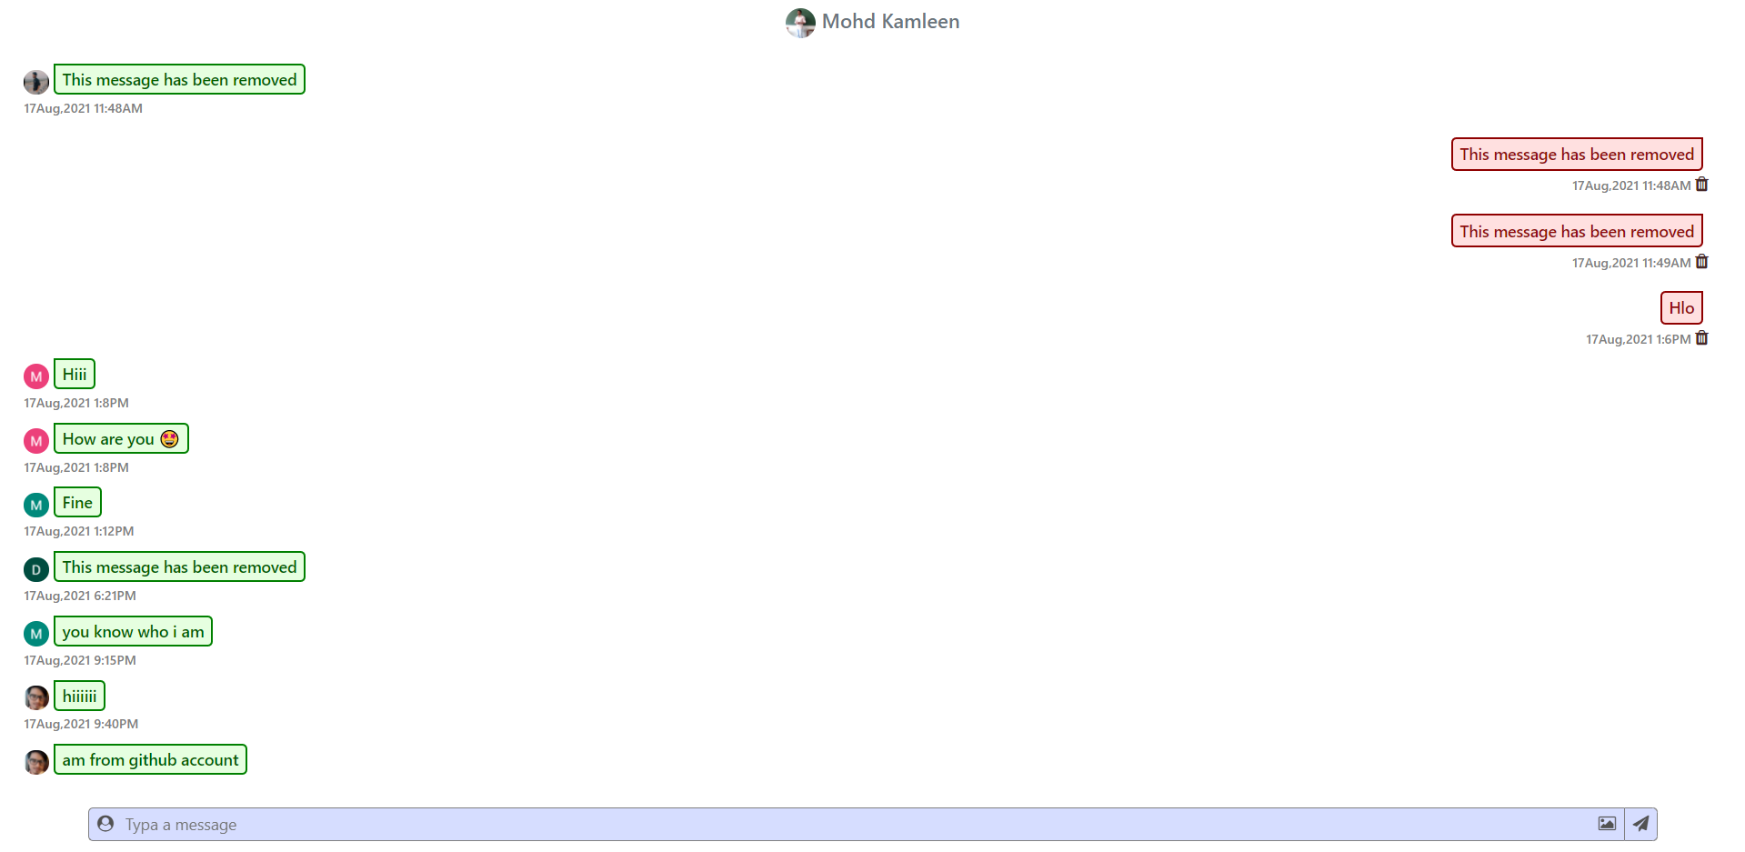 Mohd Kamleen
This message has been removed
17Aug,2021 11:48AM
This message has been removed
17Aug,2021 11:48AM
This message has been removed
17Aug,2021 11:49AM
Hlo
17Aug,2021 1:6PM
M Hiii
17Aug,2021 1:8PM
M How are you 🤩
17Aug,2021 1:8PM
M Fine
17Aug,2021 1:12PM
D This message has been removed
17Aug,2021 6:21PM
M you know who i am
17Aug,2021 9:15PM
hiiiiii
17Aug,2021 9:40PM
am from github account
Typa a message